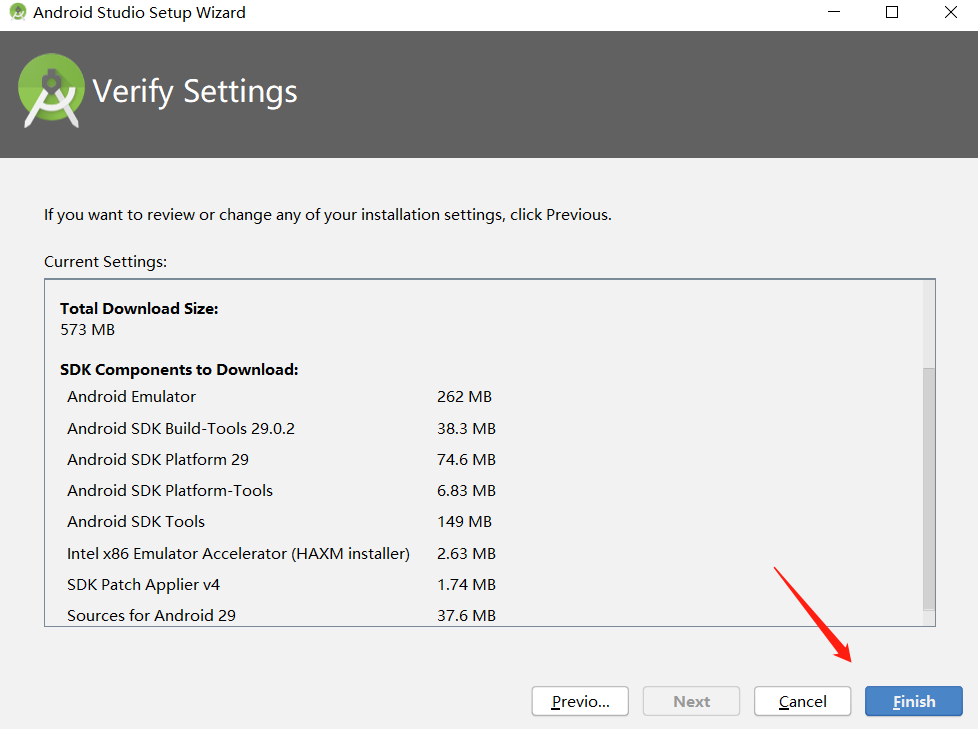 Android Studio Setup Wizard
Verify Settings
If you want to review or change any of your installation settings, click Previous.
Current Settings:
Total Download Size:
573 MB
SDK Components to Download:
Android Emulator 262 MB
Android SDK Build-Tools 29.0.2 38.3 MB
Android SDK Platform 29 74.6 MB
Android SDK Platform-Tools 6.83 MB
Android SDK Tools 149 MB
Intel x86 Emulator Accelerator (HAXM installer) 2.63 MB
SDK Patch Applier v4 1.74 MB
Sources for Android 29 37.6 MB
Previo... Next Cancel Finish